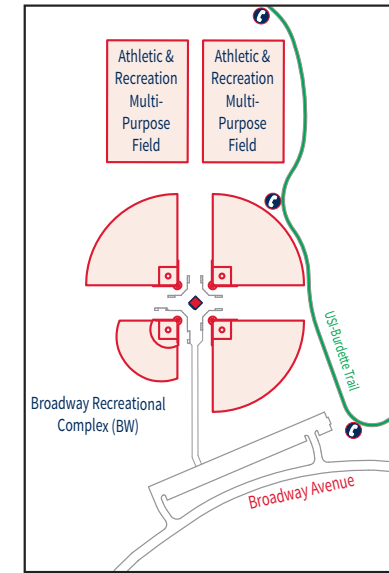 Athletic &
Recreation
Multi-
Purpose
Field
Athletic &
Recreation
Multi-
Purpose
Field
USI-Burdette Trail
Broadway Recreational
Complex (BW)
Broadway Avenue